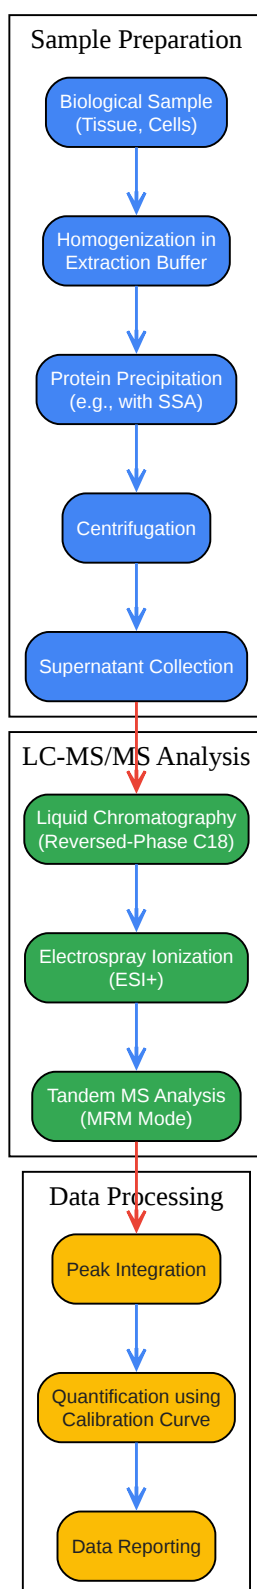 Sample Preparation
Biological Sample
(Tissue, Cells)
Homogenization in
Extraction Buffer
Protein Precipitation
(e.g., with SSA)
Centrifugation
Supernatant Collection
LC-MS/MS Analysis
Liquid Chromatography
(Reversed-Phase C18)
Electrospray Ionization
(ESI+)
Tandem MS Analysis
(MRM Mode)
Data Processing
Peak Integration
Quantification using
Calibration Curve
Data Reporting